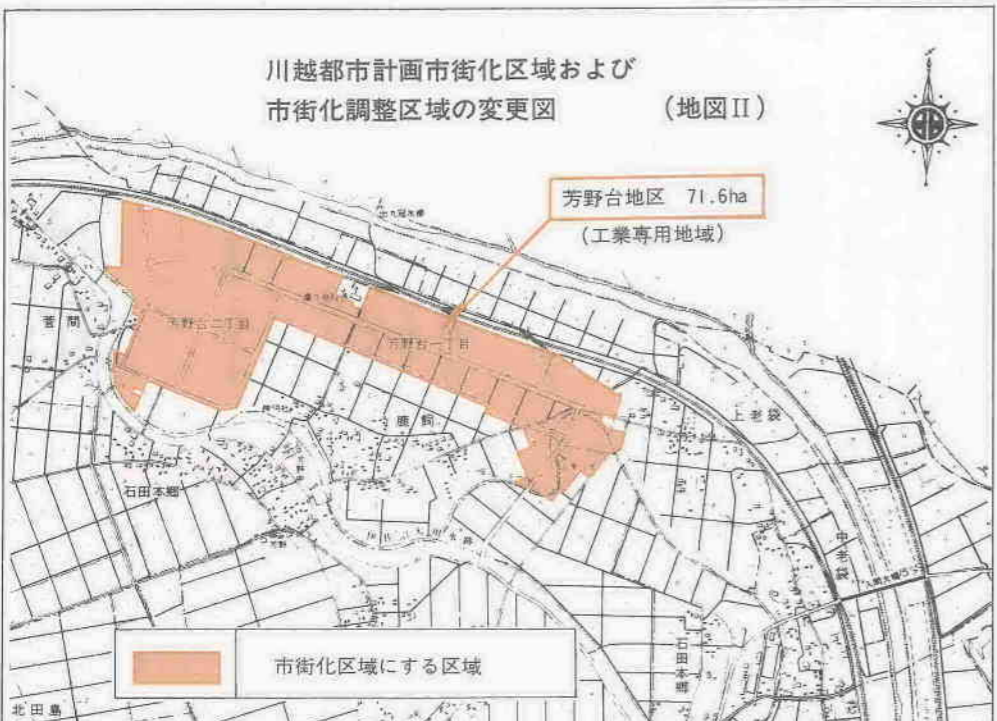 川越都市計画市街化区域および
市街化調整区域の変更図 (地図II)
芳野台地区 71.6ha
(工業専用地域)
菅間
芳野台二丁目
芳野台一丁目
鹿飼
上老袋
石田本郷
中老袋
石田本郷
市街化区域にする区域
北田島